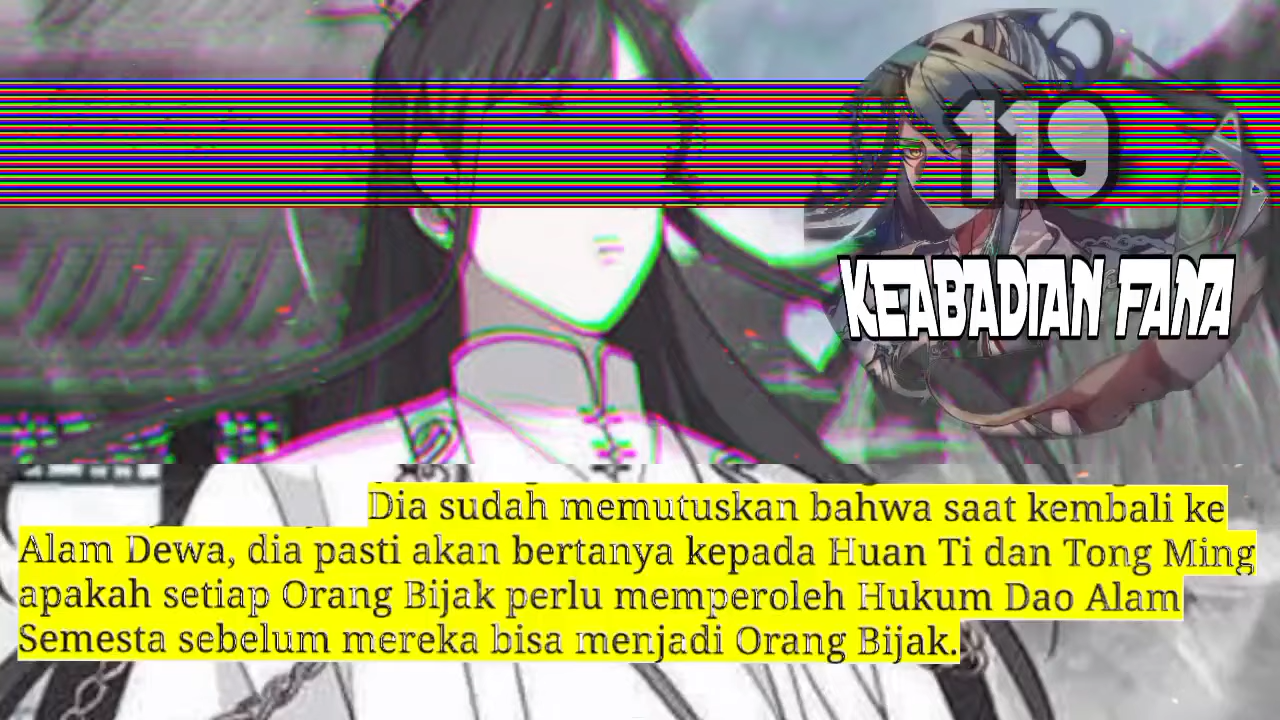 119
KEABADIAN FANA
Dia sudah memutuskan bahwa saat kembali ke
Alam Dewa, dia pasti akan bertanya kepada Huan Ti dan Tong Ming
apakah setiap Orang Bijak perlu memperoleh Hukum Dao Alam
Semesta sebelum mereka bisa menjadi Orang Bijak.